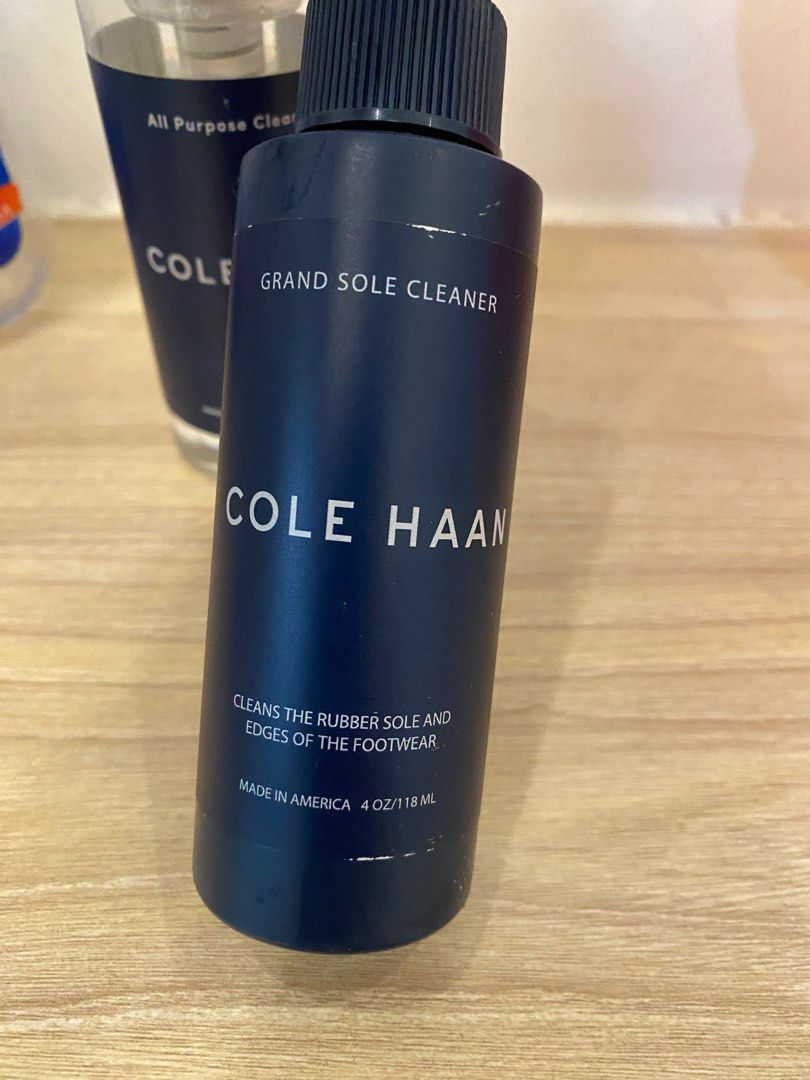 All Purpose
COLE
GRAND SOLE CLEANER
COLE HAAN
CLEANS THE RUBBER SOLE AND
EDGES OF THE FOOTWEAR
MADE IN AMERICA 4 OZ/118 ML